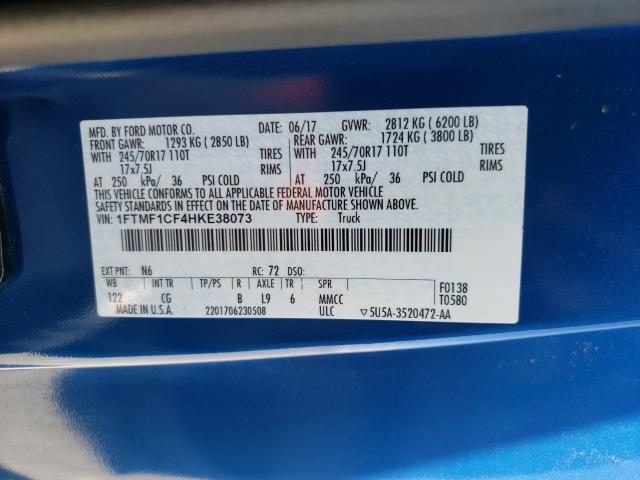 MFD. BY FORD MOTOR CO. DATE: 06/17 GVWR: 2812 KG ( 6200 LB)
FRONT GAWR: 1293 KG ( 2850 LB) REAR GAWR: 1724 KG ( 3800 LB)
WITH 245/70R17 110T TIRES WITH 245/70R17 110T TIRES
17x7.5J RIMS 17x7.5J RIMS
AT 250 kPa/ 36 PSI COLD AT 250 kPa/ 36 PSI COLD
THIS VEHICLE CONFORMS TO ALL APPLICABLE FEDERAL MOTOR VEHICLE
SAFETY STANDARDS IN EFFECT ON THE DATE OF MANUFACTURE SHOWN ABOVE.
VIN: 1FTMF1CF4HKE38073 TYPE: Truck
EXT PNT: N6 RC: 72 DSO:
WB INT TR TP/PS R AXLE TR SPR F0138
122 CG B L9 6 MMCC T0580
MADE IN U.S.A. 2201706230508 ULC ▽5U5A-3520472-AA